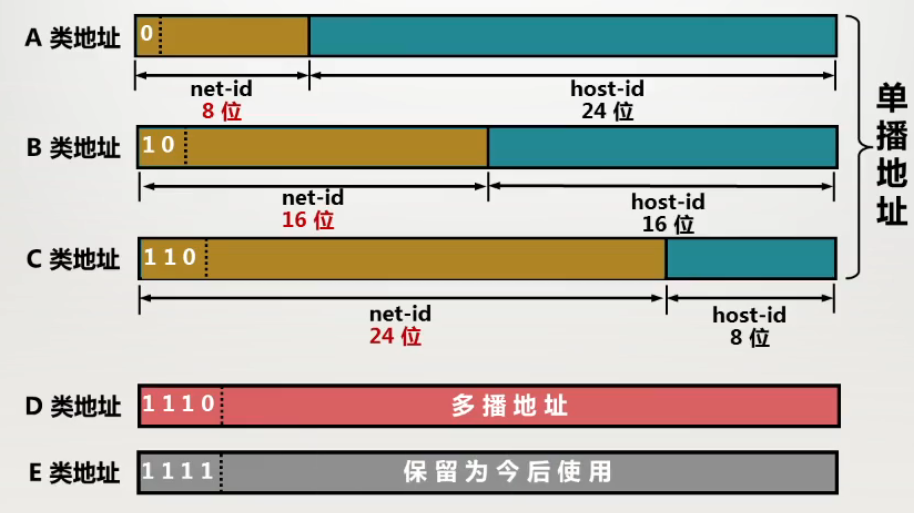 A 类地址
0
net-id
8 位
host-id
24 位
B 类地址
1 0
net-id
16 位
host-id
16 位
C 类地址
1 1 0
net-id
24 位
host-id
8 位
单播地址
D 类地址
1 1 1 0
多播地址
E 类地址
1 1 1 1
保留为今后使用